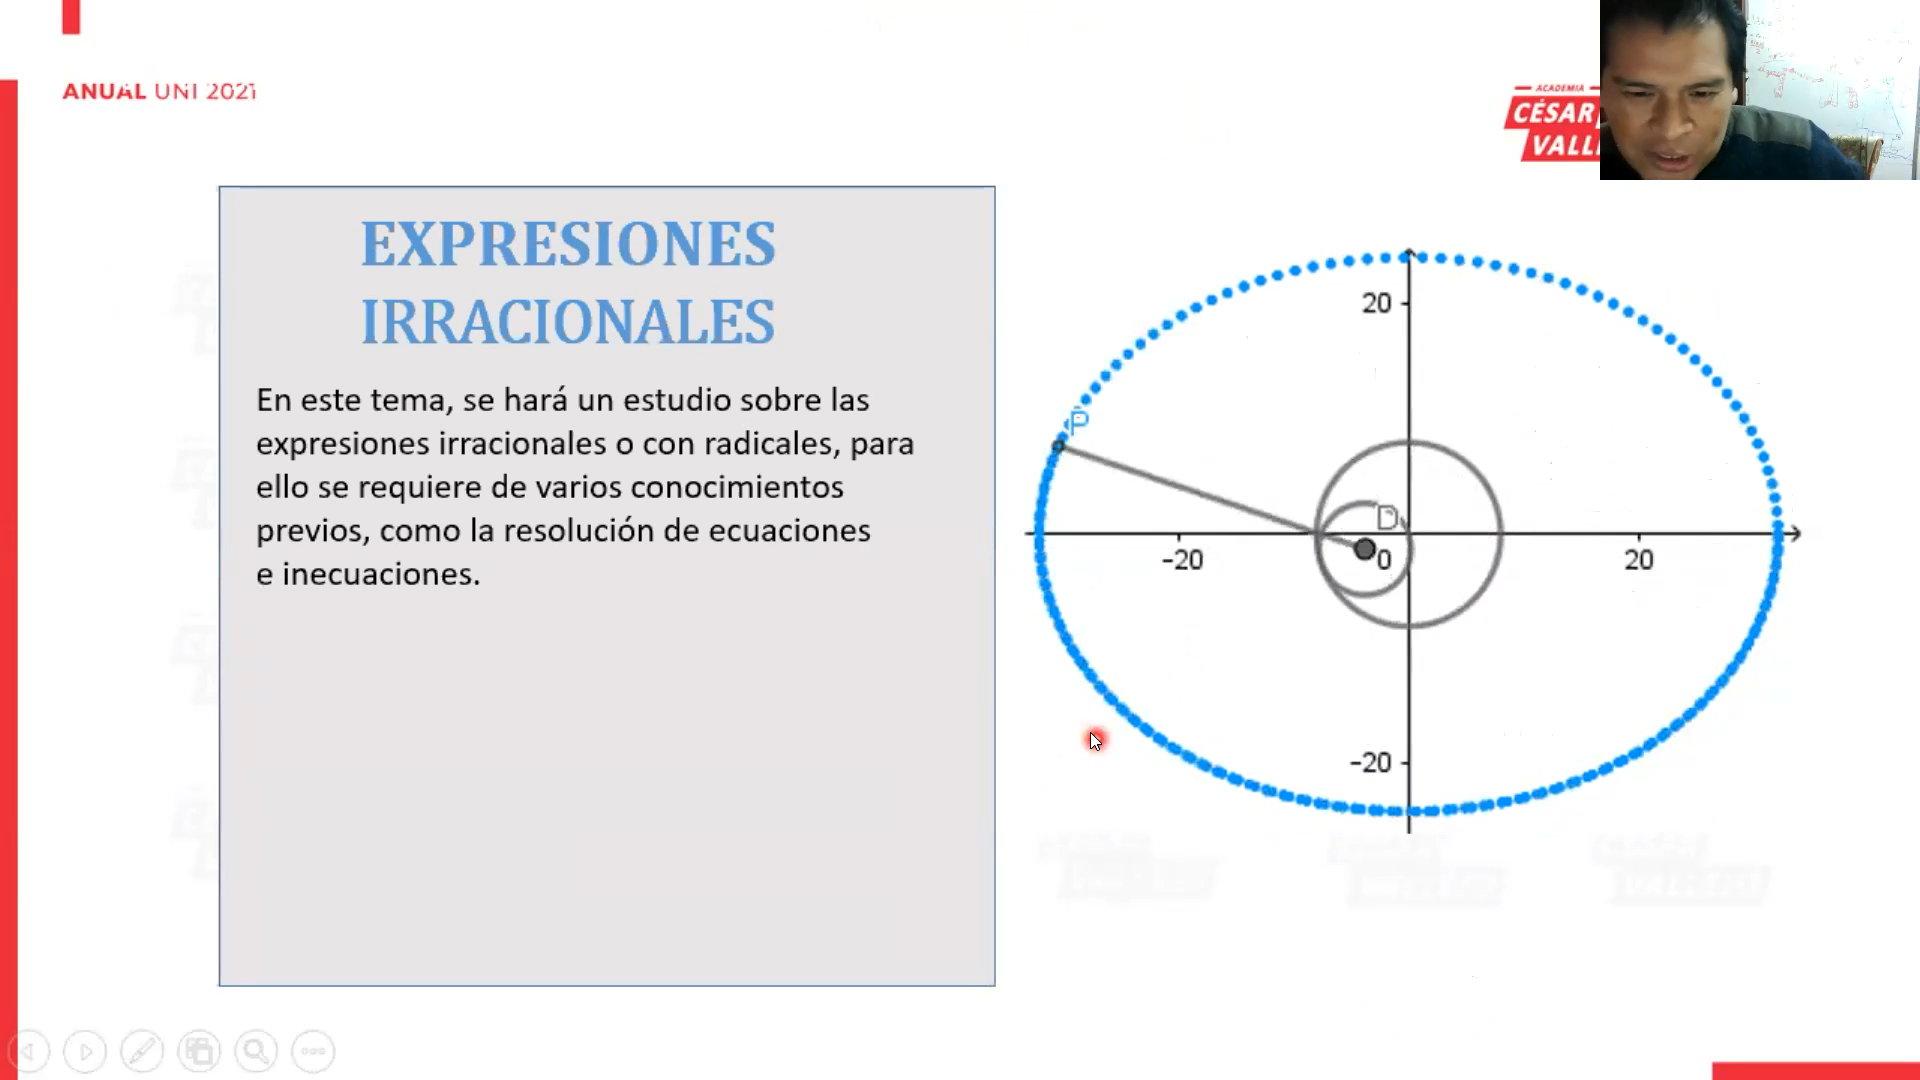 ANUAL UNI 2021
ACADEMIA
CÉSAR
EXPRESIONES
IRRACIONALES
En este tema, se hará un estudio sobre las
expresiones irracionales o con radicales, para
ello se requiere de varios conocimientos
previos, como la resolución de ecuaciones
e inecuaciones.
20
P
D
-20
0
20
-20